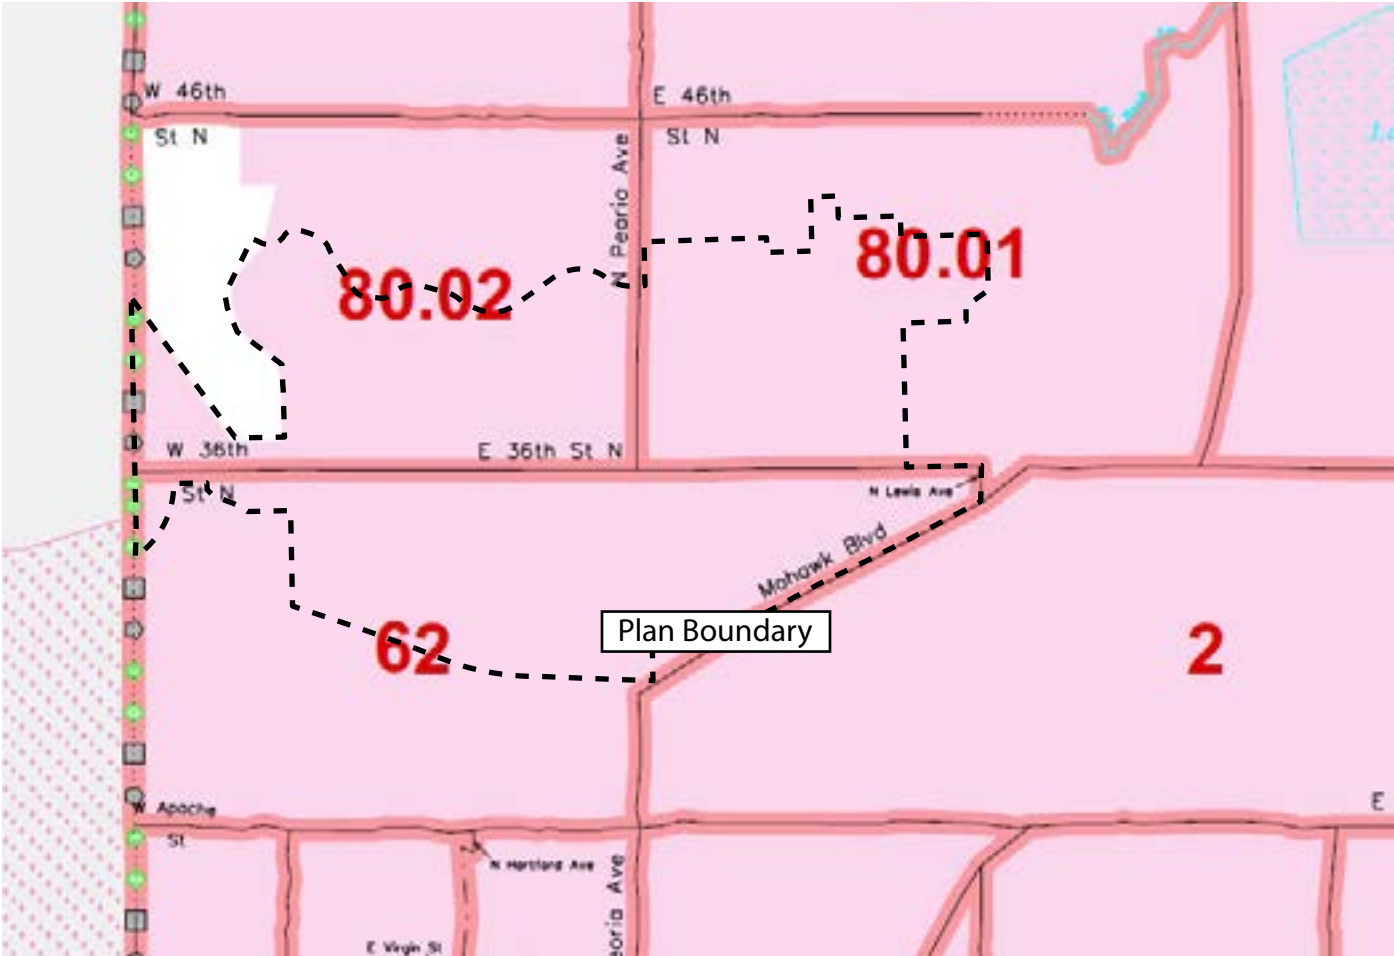 W 46th
St N
E 46th
St N
N Peoria Ave
80.02
80.01
W 36th
St N
E 36th St N
N Lewis Ave
Mohawk Blvd
Plan Boundary
62
2
W Apache
St
E
N Hartford Ave
eoria Ave
E Virgin St